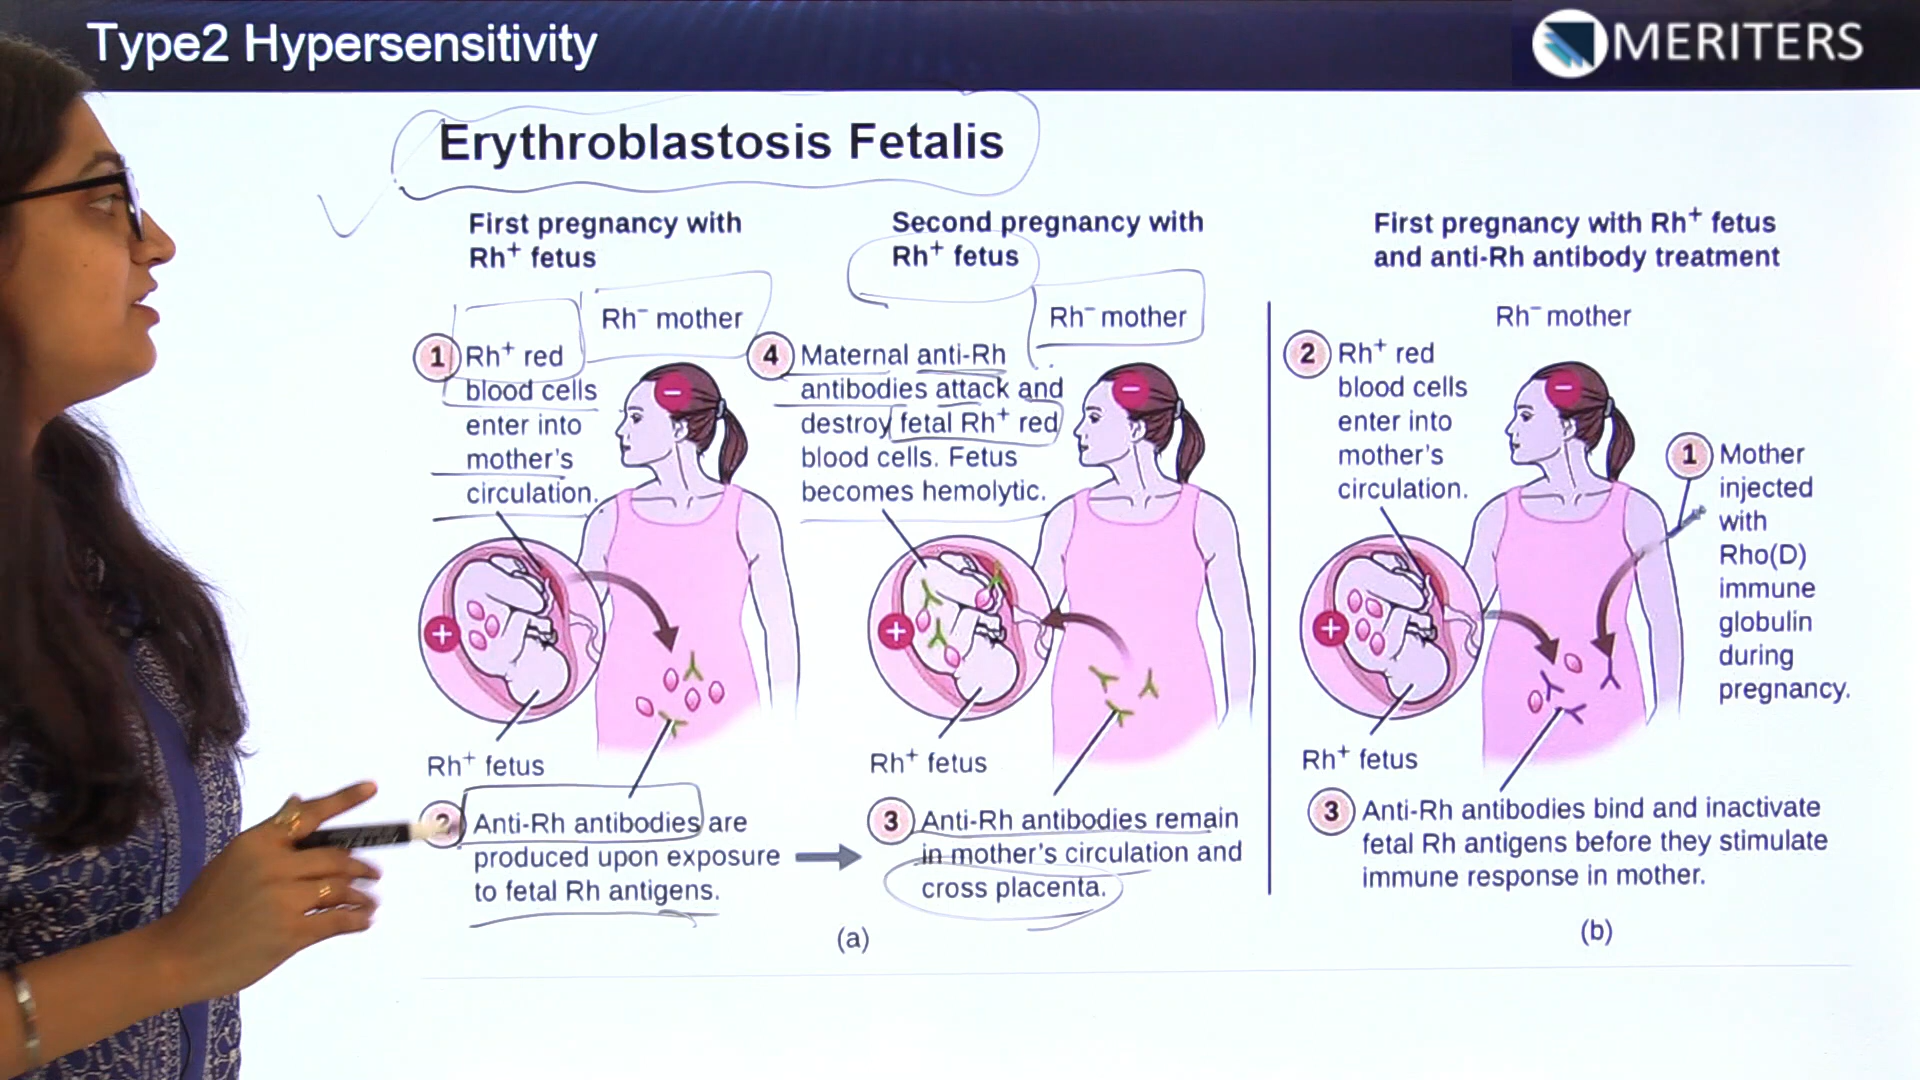 Type2 Hypersensitivity
MERITERS
Erythroblastosis Fetalis
First pregnancy with
Rh+ fetus
Rh− mother
1
Rh+ red
blood cells
enter into
mother's
circulation.
+
−
Rh+ fetus
2
Anti-Rh antibodies are
produced upon exposure
to fetal Rh antigens.
Second pregnancy with
Rh+ fetus
Rh− mother
4
Maternal anti-Rh
antibodies attack and
destroy fetal Rh+ red
blood cells. Fetus
becomes hemolytic.
−
+
Rh+ fetus
3
Anti-Rh antibodies remain
in mother's circulation and
cross placenta.
(a)
First pregnancy with Rh+ fetus
and anti-Rh antibody treatment
Rh− mother
2
Rh+ red
blood cells
enter into
mother's
circulation.
−
1
Mother
injected
with
Rho(D)
immune
globulin
during
pregnancy.
+
Rh+ fetus
3
Anti-Rh antibodies bind and inactivate
fetal Rh antigens before they stimulate
immune response in mother.
(b)